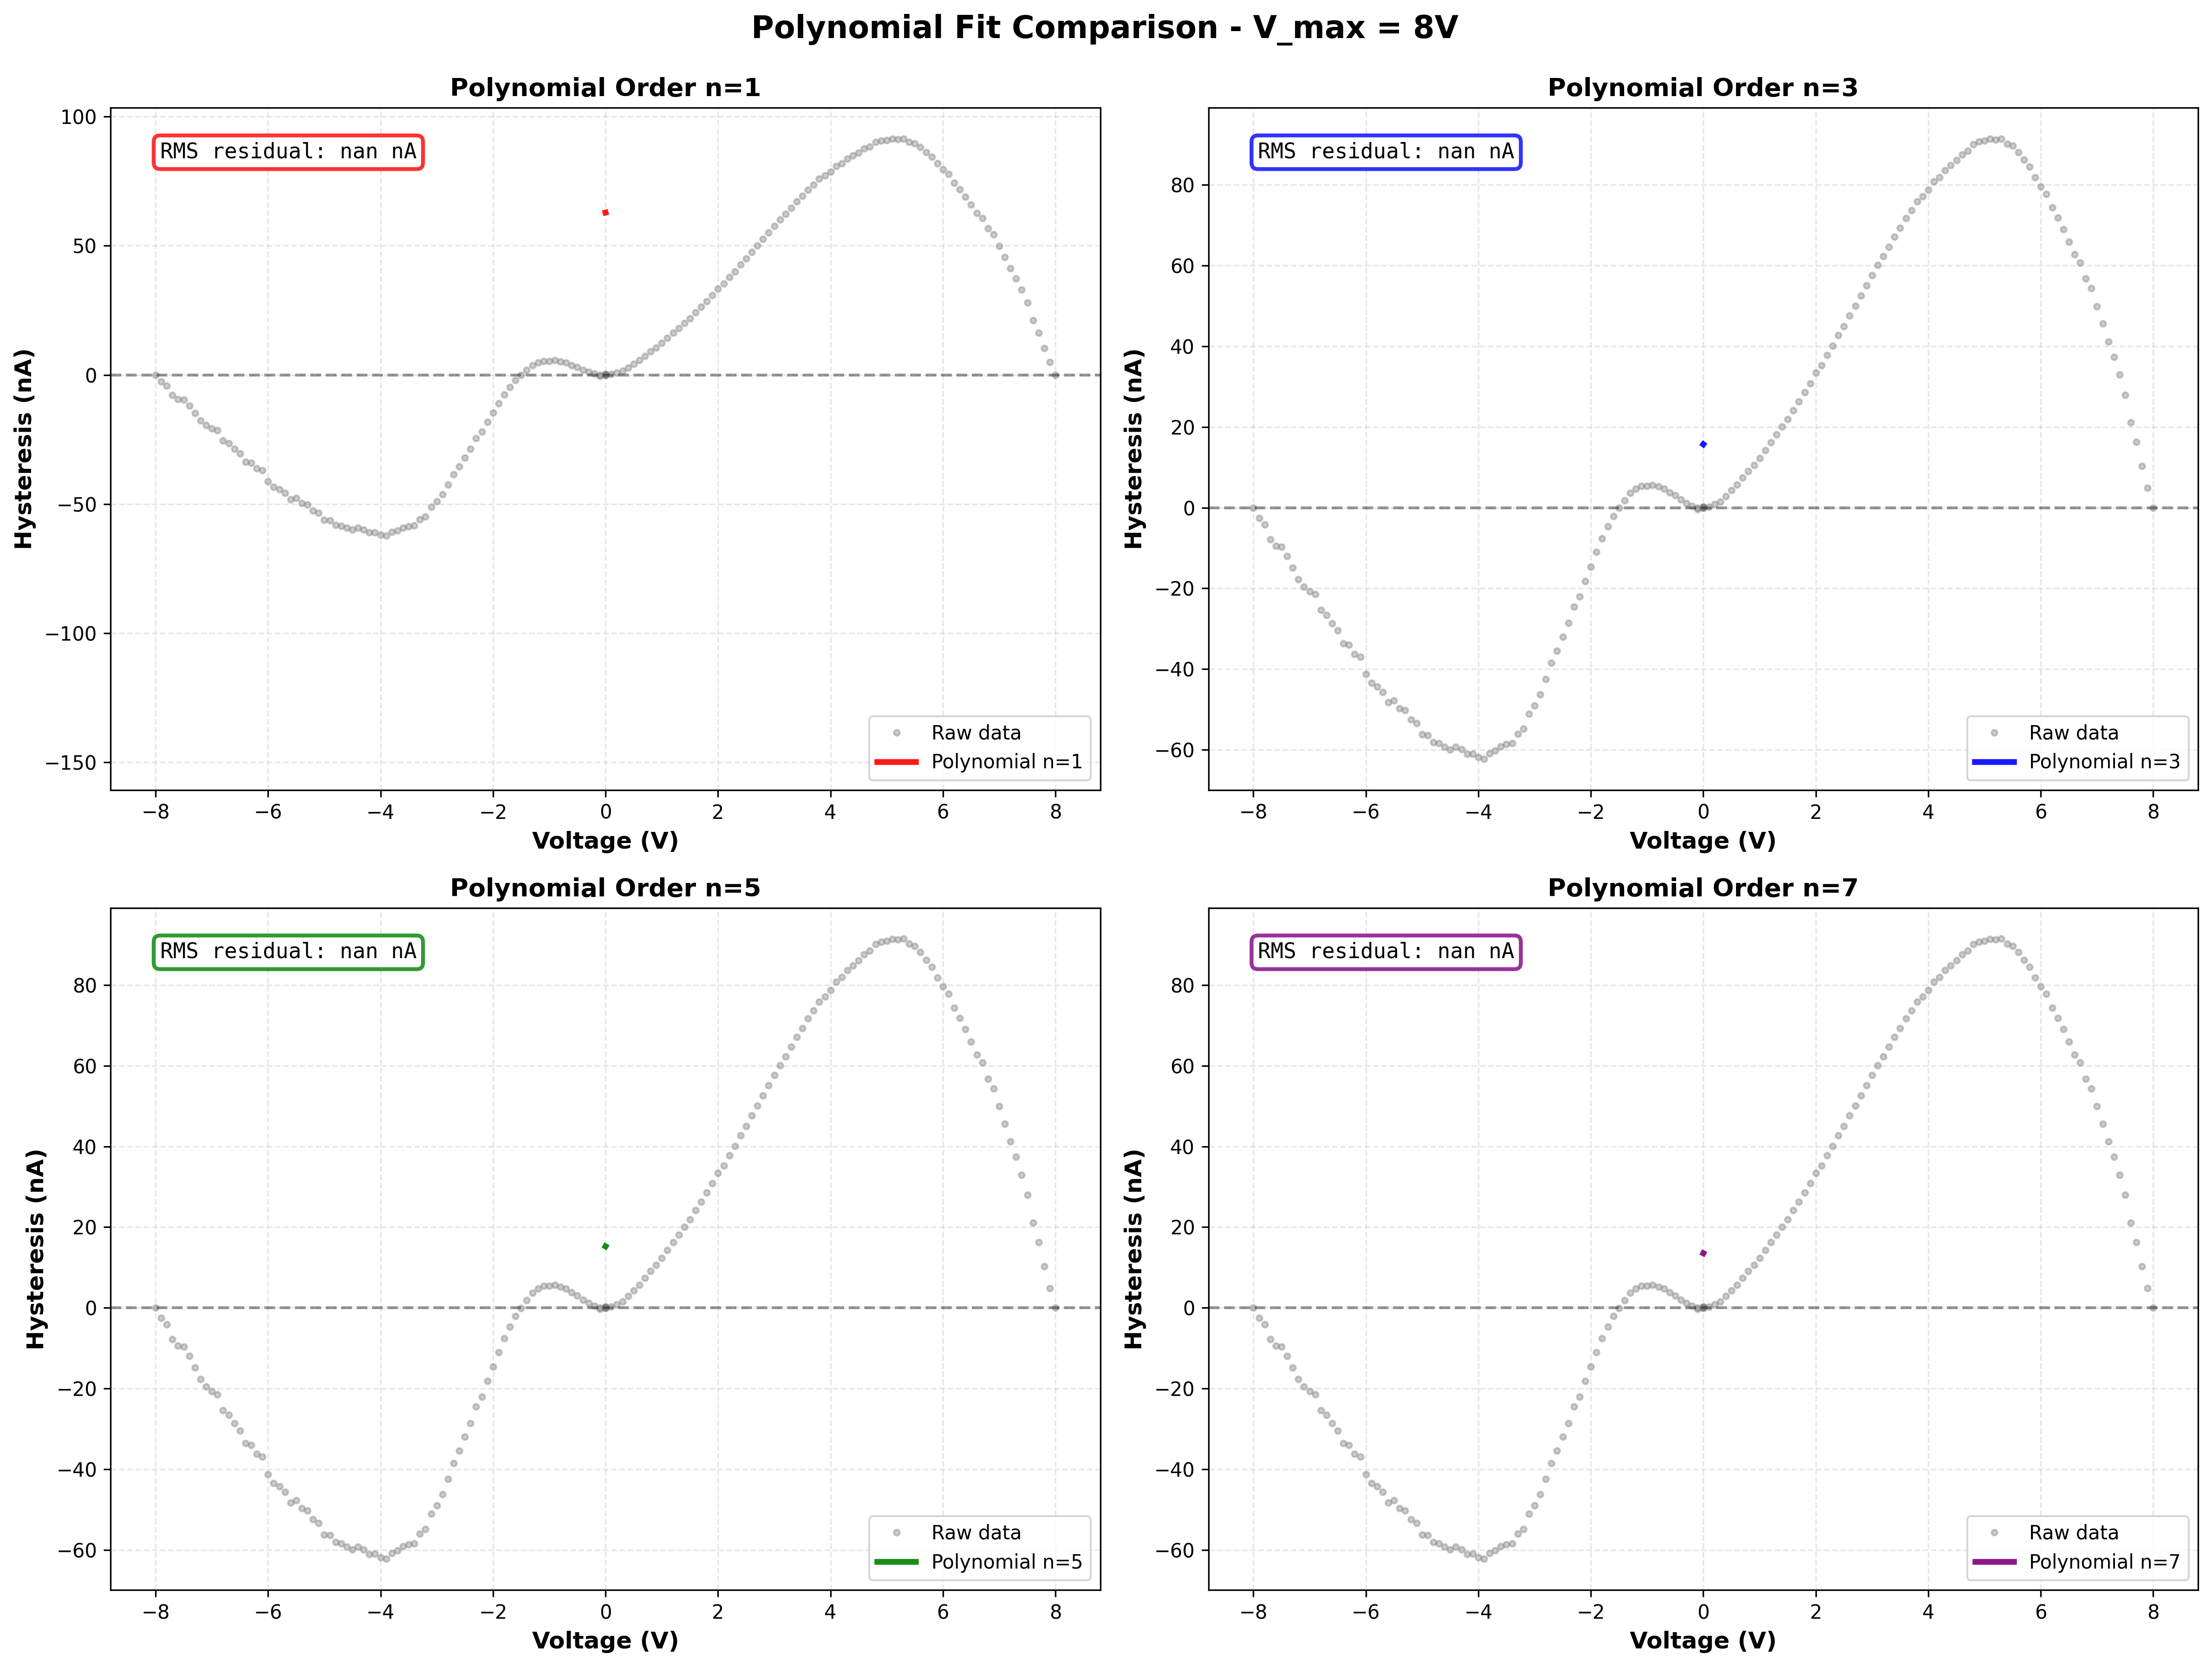 Polynomial Fit Comparison - V_max = 8V
Polynomial Order n=1
100
50
0
−50
−100
−150
Hysteresis (nA)
RMS residual: nan nA
Raw data
Polynomial n=1
−8 −6 −4 −2 0 2 4 6 8
Voltage (V)
Polynomial Order n=3
80
60
40
20
0
−20
−40
−60
Hysteresis (nA)
RMS residual: nan nA
Raw data
Polynomial n=3
−8 −6 −4 −2 0 2 4 6 8
Voltage (V)
Polynomial Order n=5
80
60
40
20
0
−20
−40
−60
Hysteresis (nA)
RMS residual: nan nA
Raw data
Polynomial n=5
−8 −6 −4 −2 0 2 4 6 8
Voltage (V)
Polynomial Order n=7
80
60
40
20
0
−20
−40
−60
Hysteresis (nA)
RMS residual: nan nA
Raw data
Polynomial n=7
−8 −6 −4 −2 0 2 4 6 8
Voltage (V)